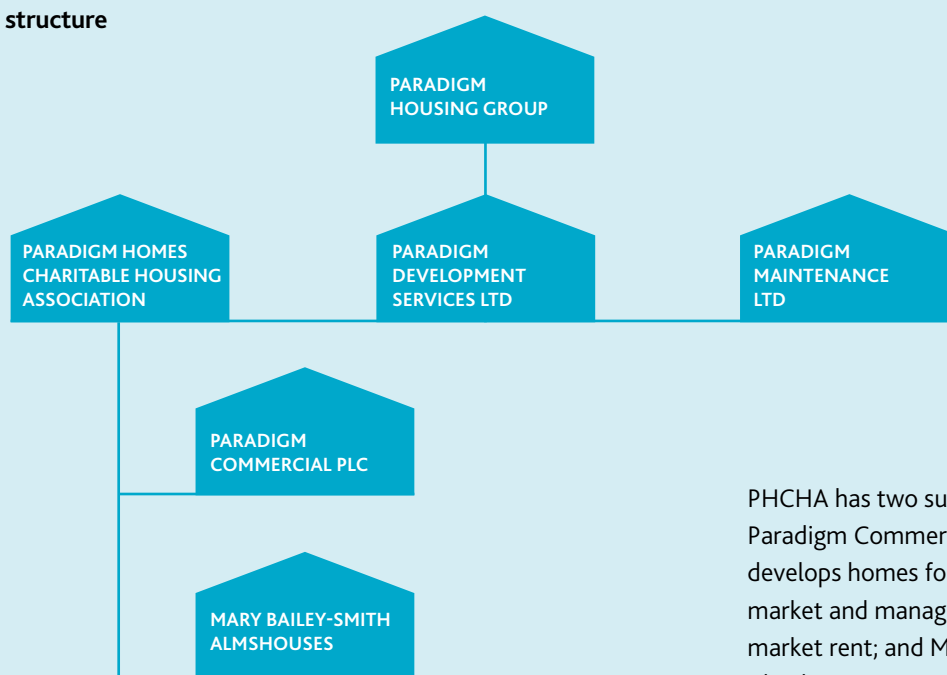 structure
PARADIGM
HOUSING GROUP
PARADIGM HOMES
CHARITABLE HOUSING
ASSOCIATION
PARADIGM
DEVELOPMENT
SERVICES LTD
PARADIGM
MAINTENANCE
LTD
PARADIGM
COMMERCIAL PLC
MARY BAILEY-SMITH
ALMSHOUSES
PHCHA has two su
Paradigm Commer
develops homes fo
market and manag
market rent; and M